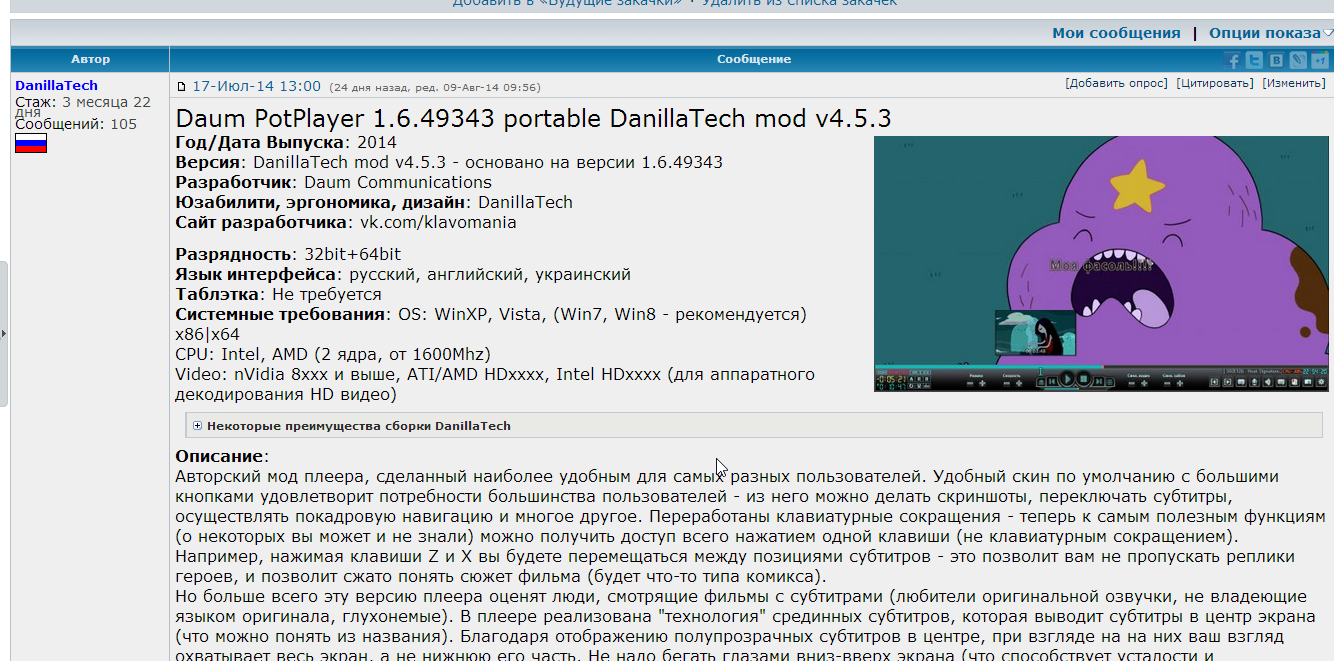 Добавить в «Будущие закачки» · Удалить из списка закачек
Мои сообщения | Опции показа
Автор
Сообщение
DanillaTech
Стаж: 3 месяца 22
дня
Сообщений: 105
17-Июл-14 13:00 (24 дня назад, ред. 09-Авг-14 09:56)
[Добавить опрос] [Цитировать] [Изменить]
Daum PotPlayer 1.6.49343 portable DanillaTech mod v4.5.3
Год/Дата Выпуска: 2014
Версия: DanillaTech mod v4.5.3 - основано на версии 1.6.49343
Разработчик: Daum Communications
Юзабилити, эргономика, дизайн: DanillaTech
Сайт разработчика: vk.com/klavomania
Разрядность: 32bit+64bit
Язык интерфейса: русский, английский, украинский
Таблэтка: Не требуется
Системные требования: OS: WinXP, Vista, (Win7, Win8 - рекомендуется)
x86|x64
CPU: Intel, AMD (2 ядра, от 1600Mhz)
Video: nVidia 8xxx и выше, ATI/AMD HDxxxx, Intel HDxxxx (для аппаратного
декодирования HD видео)
Моя фасоль!!!!
Некоторые преимущества сборки DanillaTech
Описание:
Авторский мод плеера, сделанный наиболее удобным для самых разных пользователей. Удобный скин по умолчанию с большими
кнопками удовлетворит потребности большинства пользователей - из него можно делать скриншоты, переключать субтитры,
осуществлять покадровую навигацию и многое другое. Переработаны клавиатурные сокращения - теперь к самым полезным функциям
(о некоторых вы может и не знали) можно получить доступ всего нажатием одной клавиши (не клавиатурным сокращением).
Например, нажимая клавиши Z и X вы будете перемещаться между позициями субтитров - это позволит вам не пропускать реплики
героев, и позволит сжато понять сюжет фильма (будет что-то типа комикса).
Но больше всего эту версию плеера оценят люди, смотрящие фильмы с субтитрами (любители оригинальной озвучки, не владеющие
языком оригинала, глухонемые). В плеере реализована "технология" срединных субтитров, которая выводит субтитры в центр экрана
(что можно понять из названия). Благодаря отображению полупрозрачных субтитров в центре, при взгляде на на них ваш взгляд
охватывает весь экран, а не нижнюю его часть. Не надо бегать глазами вниз-вверх экрана (что способствует усталости и